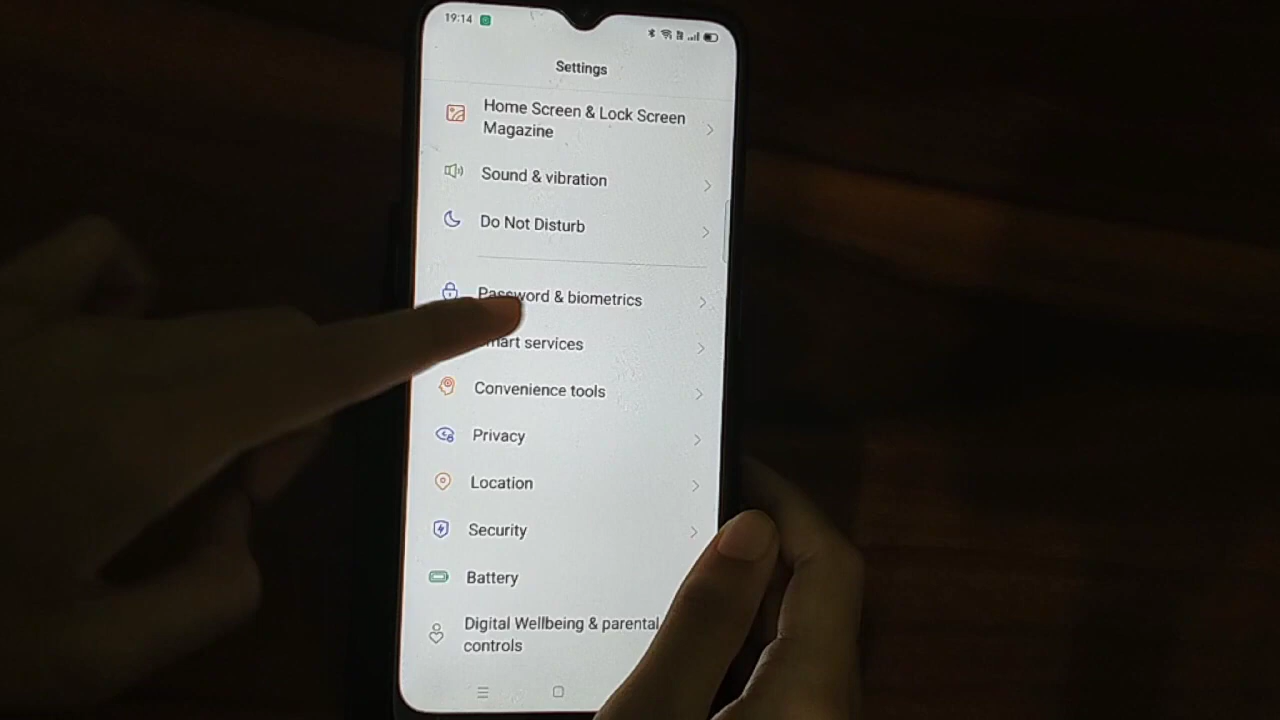 19:14
Settings
Home Screen & Lock Screen
Magazine
Sound & vibration
Do Not Disturb
Password & biometrics
mart services
Convenience tools
Privacy
Location
Security
Battery
Digital Wellbeing & parental
controls